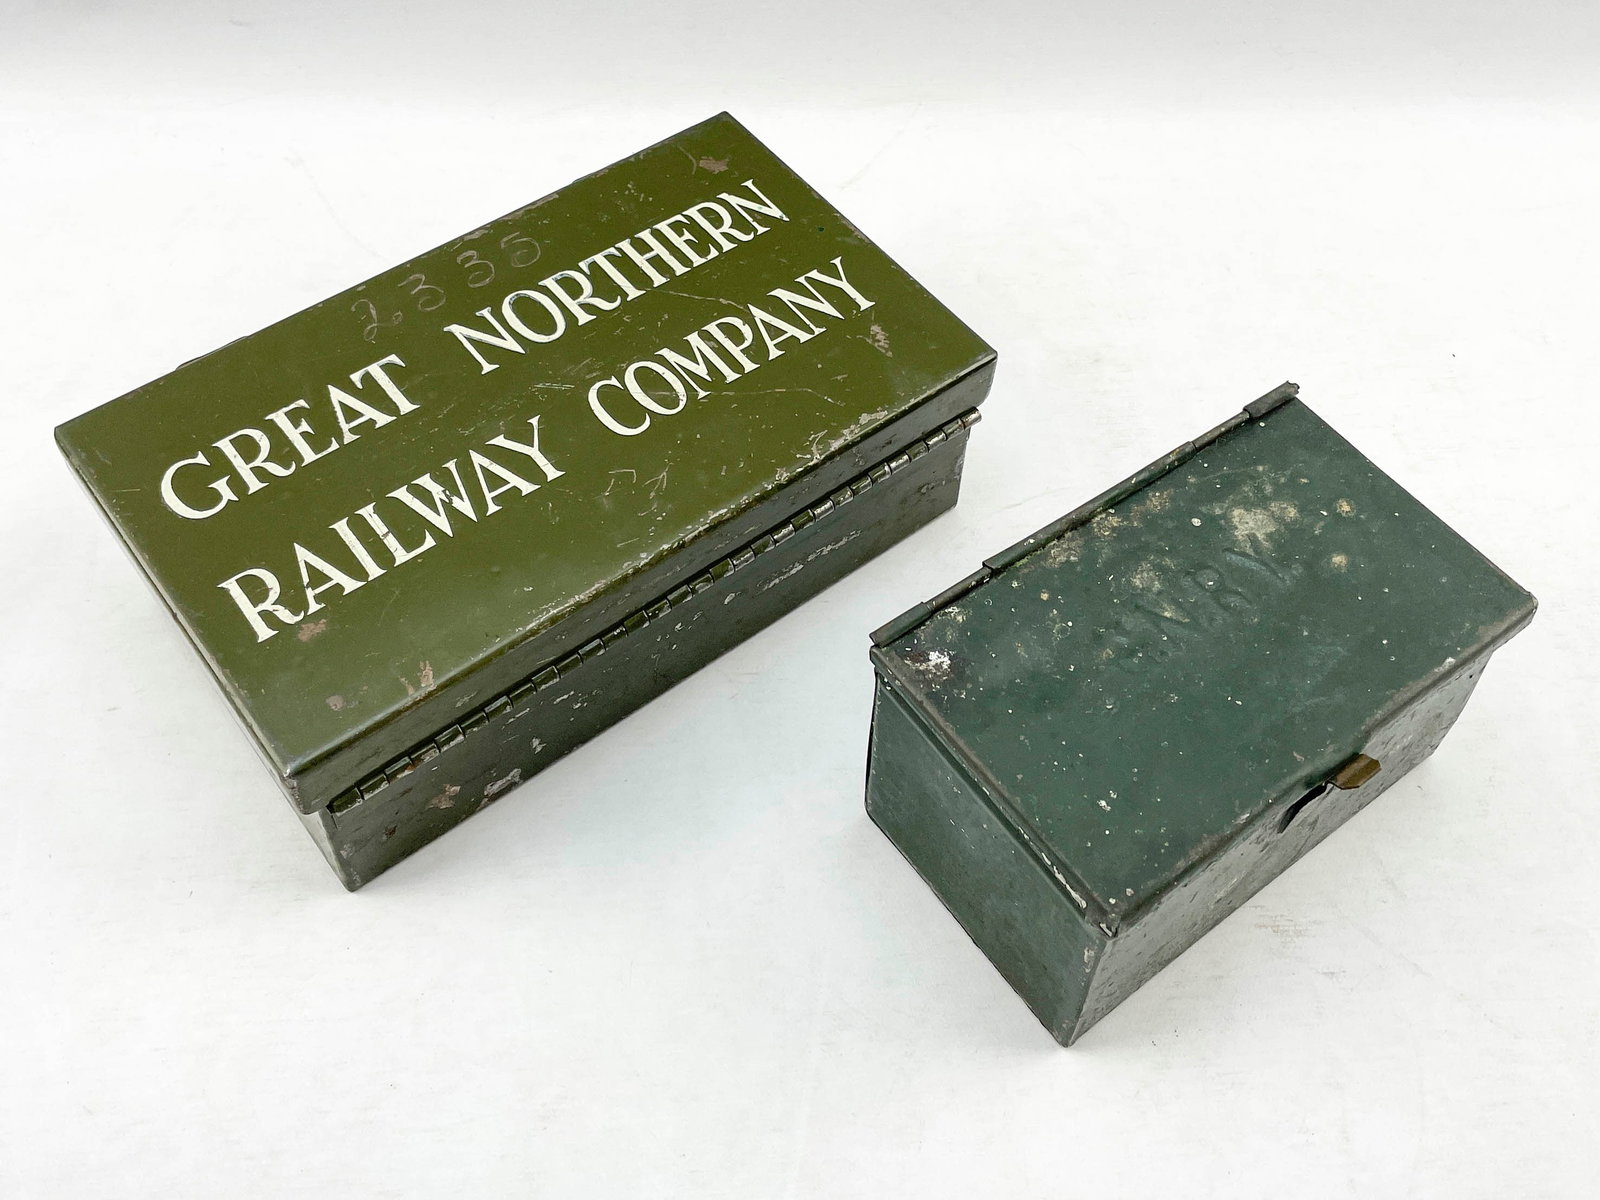 2335
GREAT NORTHERN
RAILWAY COMPANY